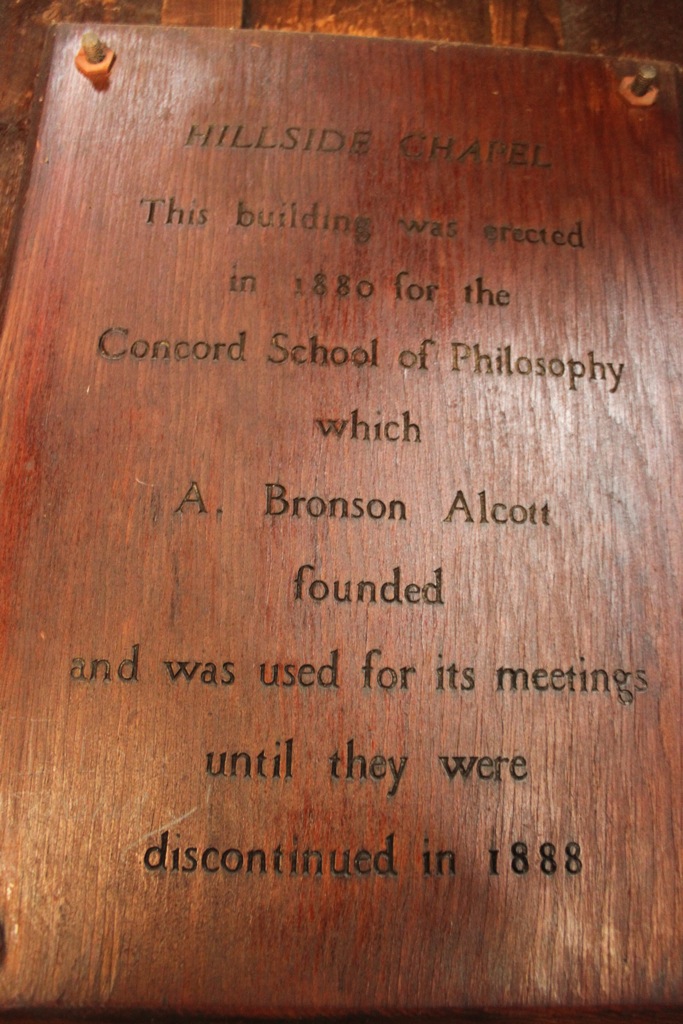 HILLSIDE CHAPEL
This building was erected
in 1880 for the
Concord School of Philosophy
which
A. Bronson Alcott
founded
and was used for its meetings
until they were
discontinued in 1888